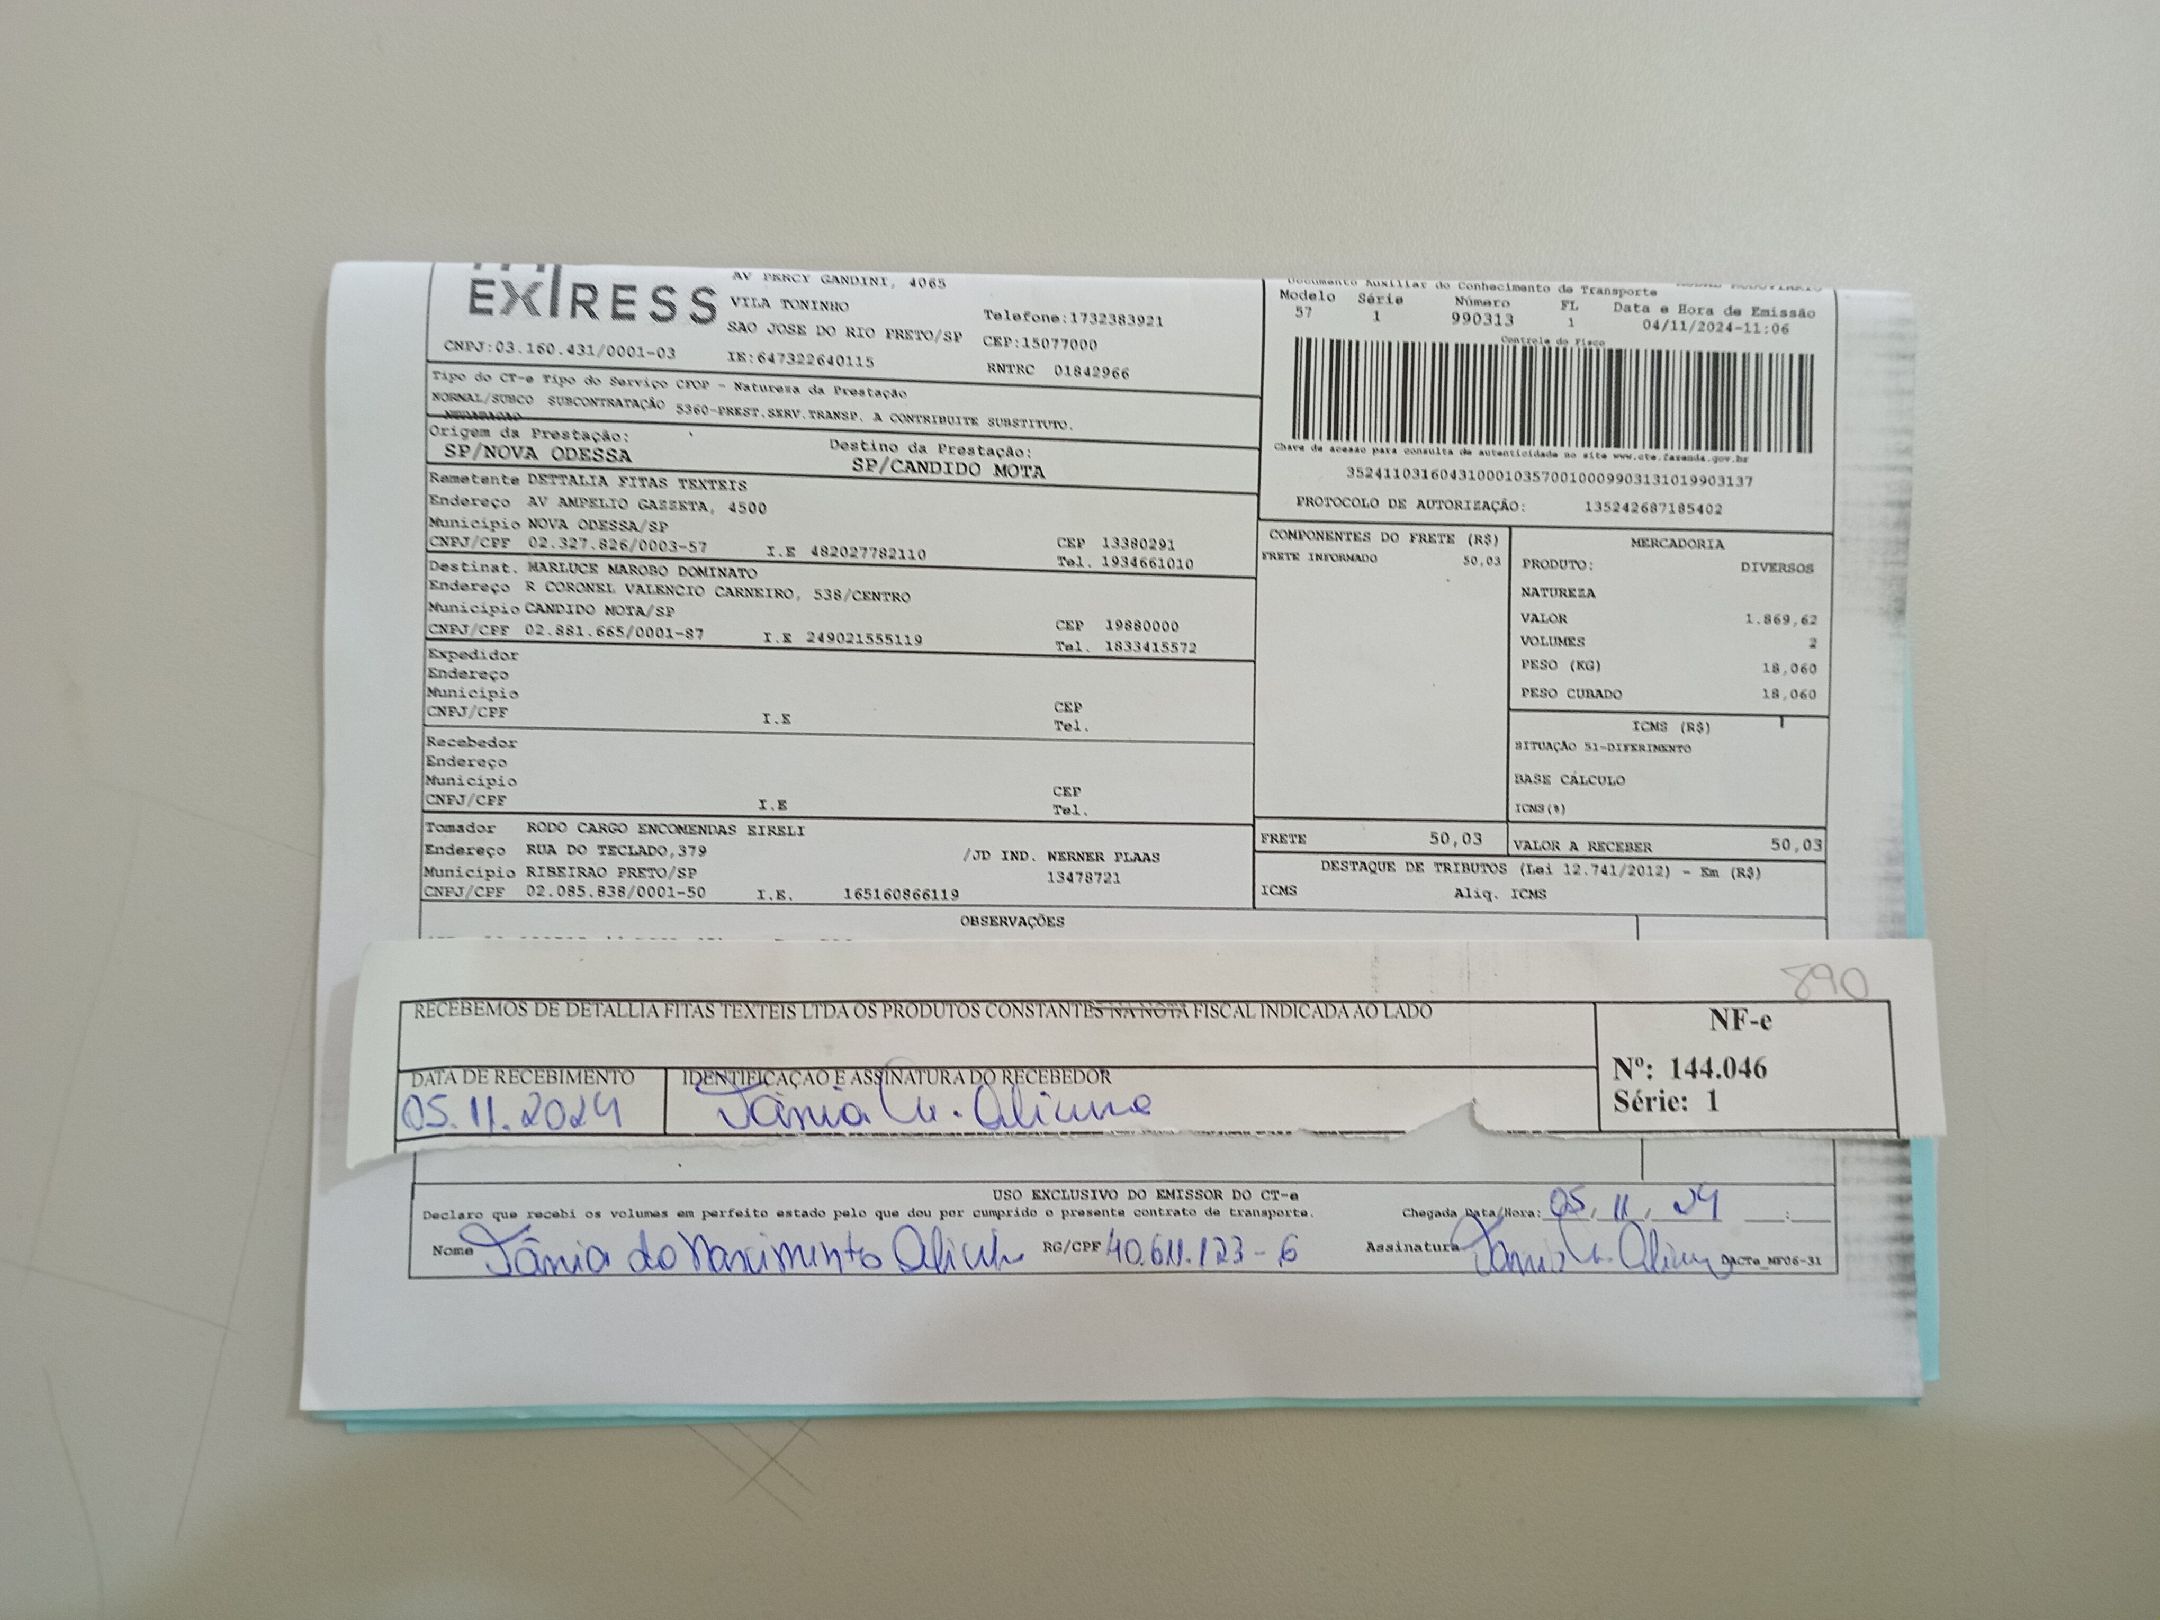 EXPRESS
AV PERCY GANDINI, 4065
VILA TONINHO
SAO JOSE DO RIO PRETO/SP
Telefone:1732383921
CEP:15077000
CNPJ:03.160.431/0001-03 IE:647322640115 RNTRC 01842966
Documento Auxiliar do Conhecimento de Transporte MODAL RODOVIÁRIO
Modelo Série Número FL Data e Hora de Emissão
57 1 990313 1 04/11/2024-11:06
Controle do Fisco
Chave de acesso para consulta de autenticidade no site www.cte.fazenda.gov.br
35241103160431000103570010009903131019903137
PROTOCOLO DE AUTORIZAÇÃO: 135242687185402
Tipo do CT-e Tipo do Serviço CFOP - Natureza da Prestação
NORMAL/SUBCO SUBCONTRATAÇÃO 5360-PREST.SERV.TRANSP. A CONTRIBUITE SUBSTITUTO.
Origem da Prestação: Destino da Prestação:
SP/NOVA ODESSA SP/CANDIDO MOTA
Remetente DETTALIA FITAS TEXTEIS
Endereço AV AMPELIO GAZZETA, 4500
Município NOVA ODESSA/SP CEP 13380291
CNPJ/CPF 02.327.826/0003-57 I.E 482027782110 Tel. 1934661010
Destinat. MARLUCE MAROBO DOMINATO
Endereço R CORONEL VALENCIO CARNEIRO, 538/CENTRO
Município CANDIDO MOTA/SP CEP 19880000
CNPJ/CPF 02.881.665/0001-87 I.E 249021555119 Tel. 1833415572
Expedidor
Endereço
Município CEP
CNPJ/CPF I.E Tel.
Recebedor
Endereço
Município CEP
CNPJ/CPF I.E Tel.
Tomador RODO CARGO ENCOMENDAS EIRELI
Endereço RUA DO TECLADO,379 /JD IND. WERNER PLAAS
Município RIBEIRAO PRETO/SP 13478721
CNPJ/CPF 02.085.838/0001-50 I.E. 165160866119
COMPONENTES DO FRETE (R$)
FRETE INFORMADO 50,03
MERCADORIA
PRODUTO: DIVERSOS
NATUREZA
VALOR 1.869,62
VOLUMES 2
PESO (KG) 18,060
PESO CUBADO 18,060
ICMS (R$)
SITUAÇÃO 51-DIFERIMENTO
BASE CÁLCULO
ICMS(%)
FRETE 50,03 VALOR A RECEBER 50,03
DESTAQUE DE TRIBUTOS (Lei 12.741/2012) - Em (R$)
ICMS Aliq. ICMS
OBSERVAÇÕES
890
RECEBEMOS DE DETALLIA FITAS TEXTEIS LTDA OS PRODUTOS CONSTANTES NA NOTA FISCAL INDICADA AO LADO
NF-e
Nº: 144.046
Série: 1
DATA DE RECEBIMENTO IDENTIFICAÇÃO E ASSINATURA DO RECEBEDOR
05.11.2024 Tânia
USO EXCLUSIVO DO EMISSOR DO CT-e
Declaro que recebi os volumes em perfeito estado pelo que dou por cumprido o presente contrato de transporte. Chegada Data/Hora: 05/11/24 __:__
Nome Tânia do Nascimento RG/CPF 40.611.123-6 Assinatura
DACTe_MF06-31